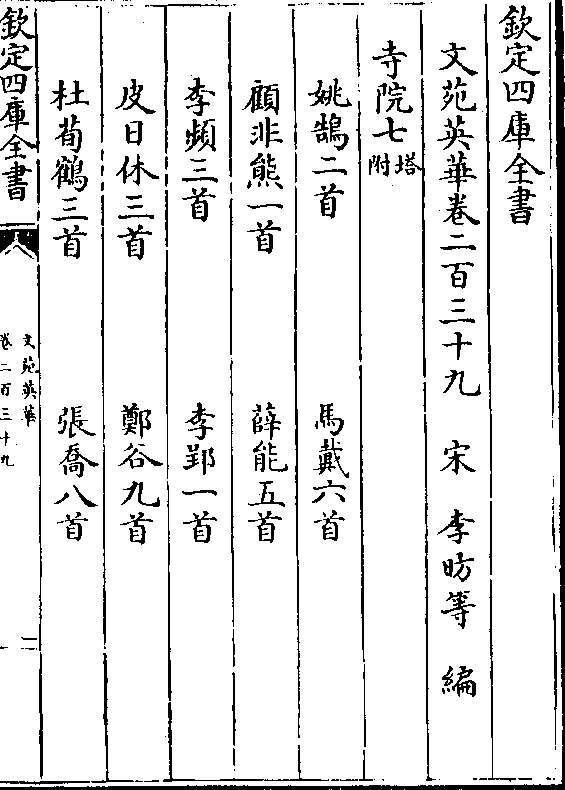 欽定四庫全書
文苑英華卷二百三十九　宋　李昉等　編
寺院七塔附
姚鵠二首　馬戴六首
顧非熊一首　薛能五首
李頻三首　李郢一首
皮日休三首　鄭谷九首
杜荀鶴三首　張喬八首
欽定四庫全書
文苑英華
卷二百三十九